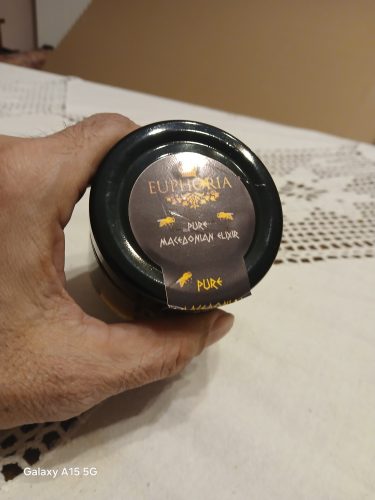 EUPHORIA
PURE
MACEDONIAN ELIXIR
PURE
Galaxy A15 5G